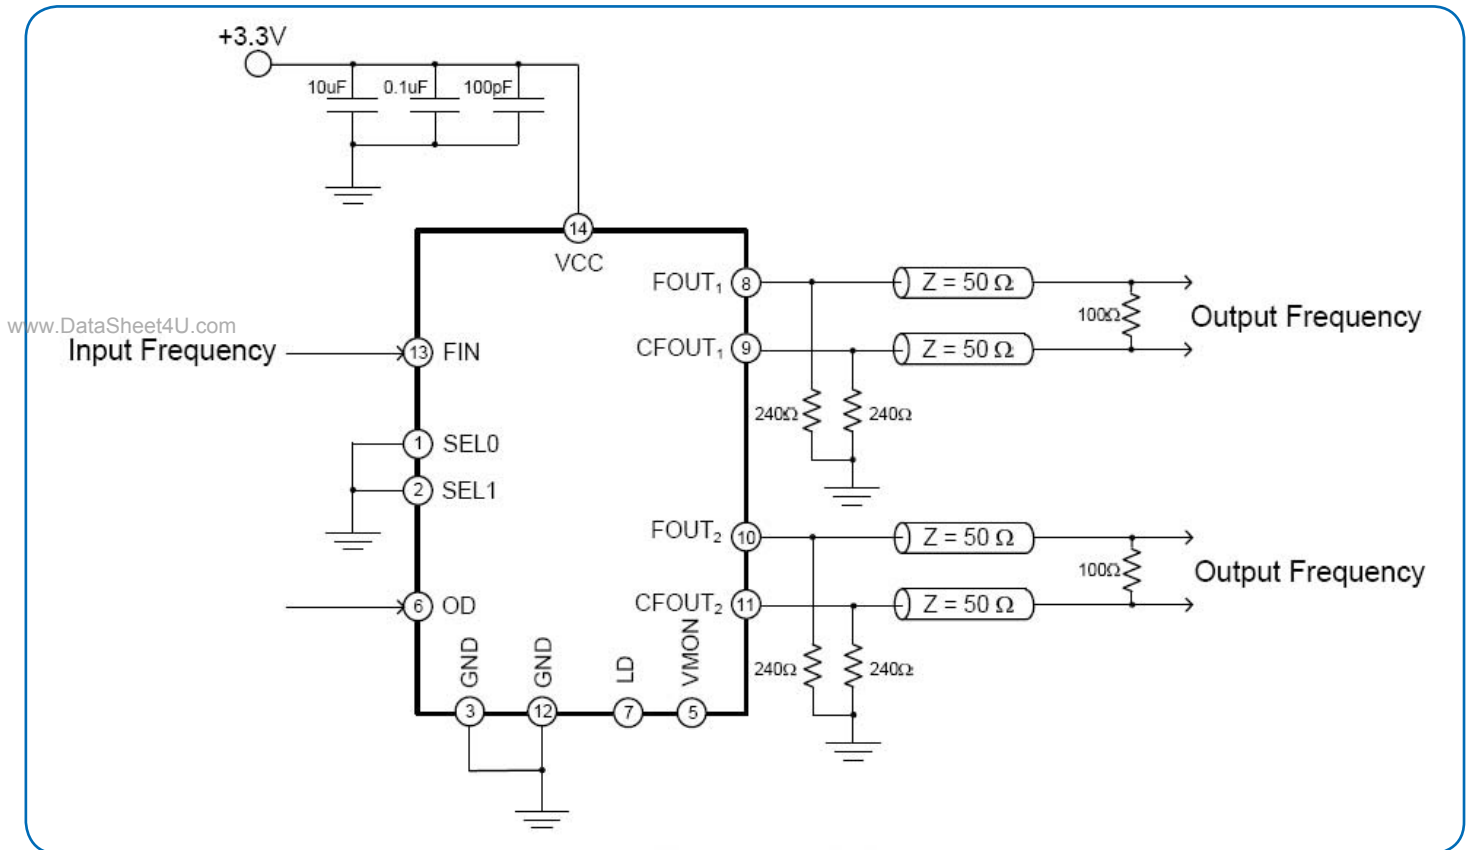 +3.3V
10uF 0.1uF 100pF
14
VCC
FOUT₁ 8 Z = 50 Ω
100Ω
Output Frequency
www.DataSheet4U.com
Input Frequency 13 FIN
CFOUT₁ 9 Z = 50 Ω
240Ω 240Ω
1 SEL0
2 SEL1
FOUT₂ 10 Z = 50 Ω
100Ω
Output Frequency
6 OD
CFOUT₂ 11 Z = 50 Ω
240Ω 240Ω
GND GND LD VMON
3 12 7 5